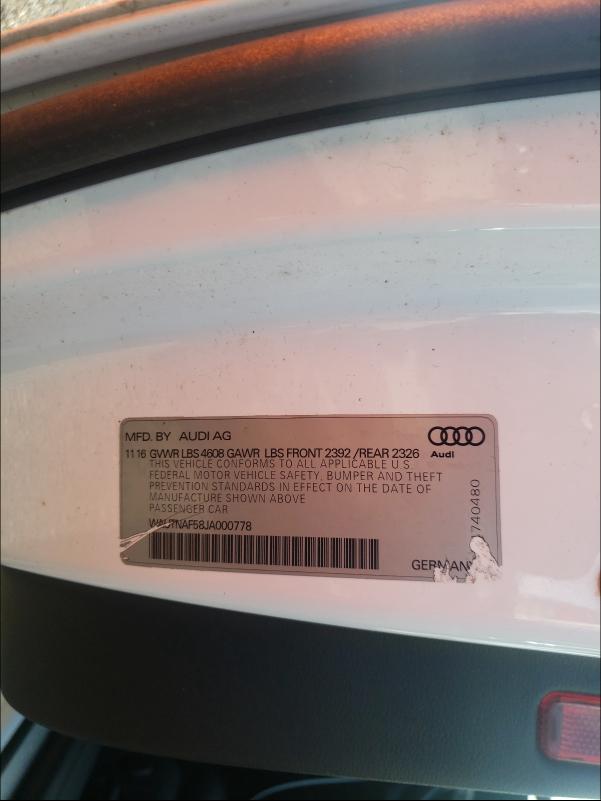 MFD. BY AUDI AG
11 16 GVWR LBS 4608 GAWR LBS FRONT 2392 /REAR 2326
Audi
THIS VEHICLE CONFORMS TO ALL APPLICABLE U S
FEDERAL MOTOR VEHICLE SAFETY, BUMPER AND THEFT
PREVENTION STANDARDS IN EFFECT ON THE DATE OF
MANUFACTURE SHOWN ABOVE
PASSENGER CAR
GERMANY